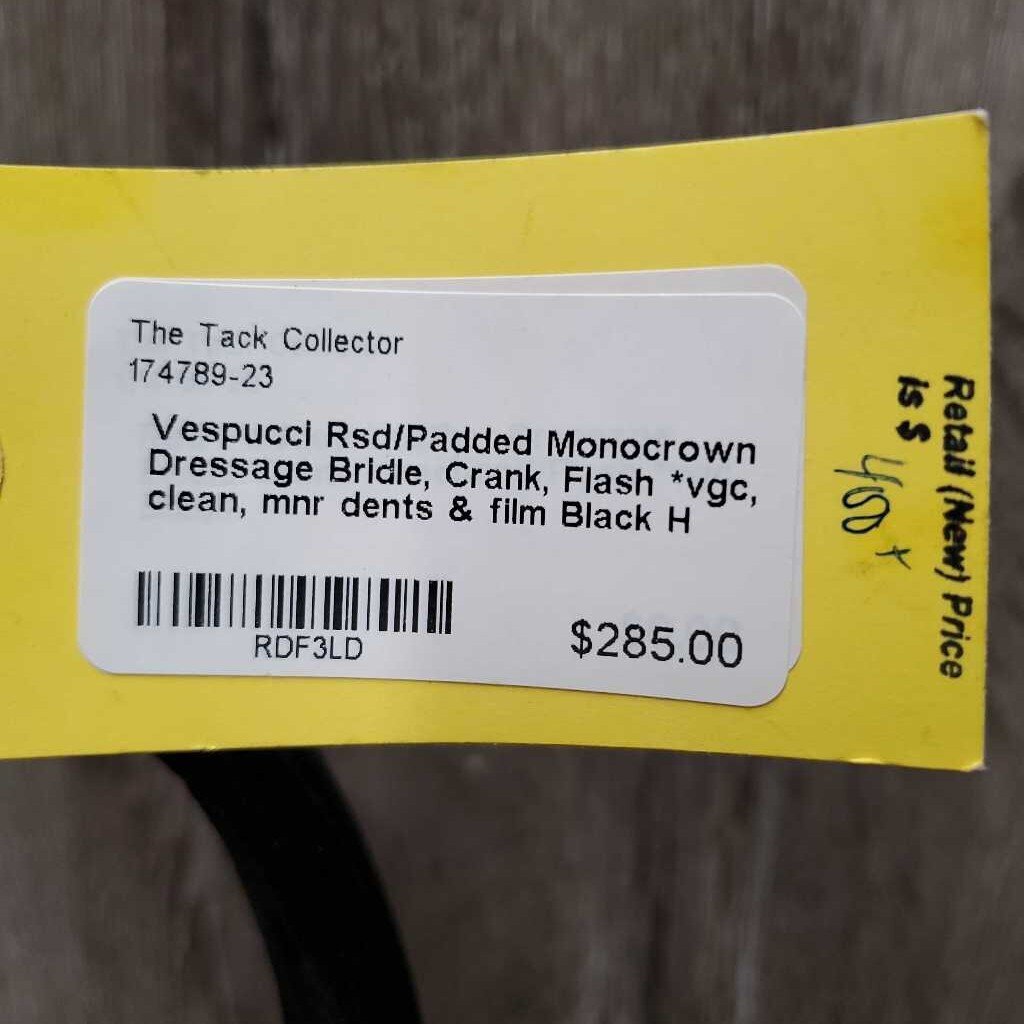 The Tack Collector
174789-23
Vespucci Rsd/Padded Monocrown
Dressage Bridle, Crank, Flash *vgc,
clean, mnr dents & film Black H
RDF3LD
$285.00
Retail (New) Price
is $ 400+